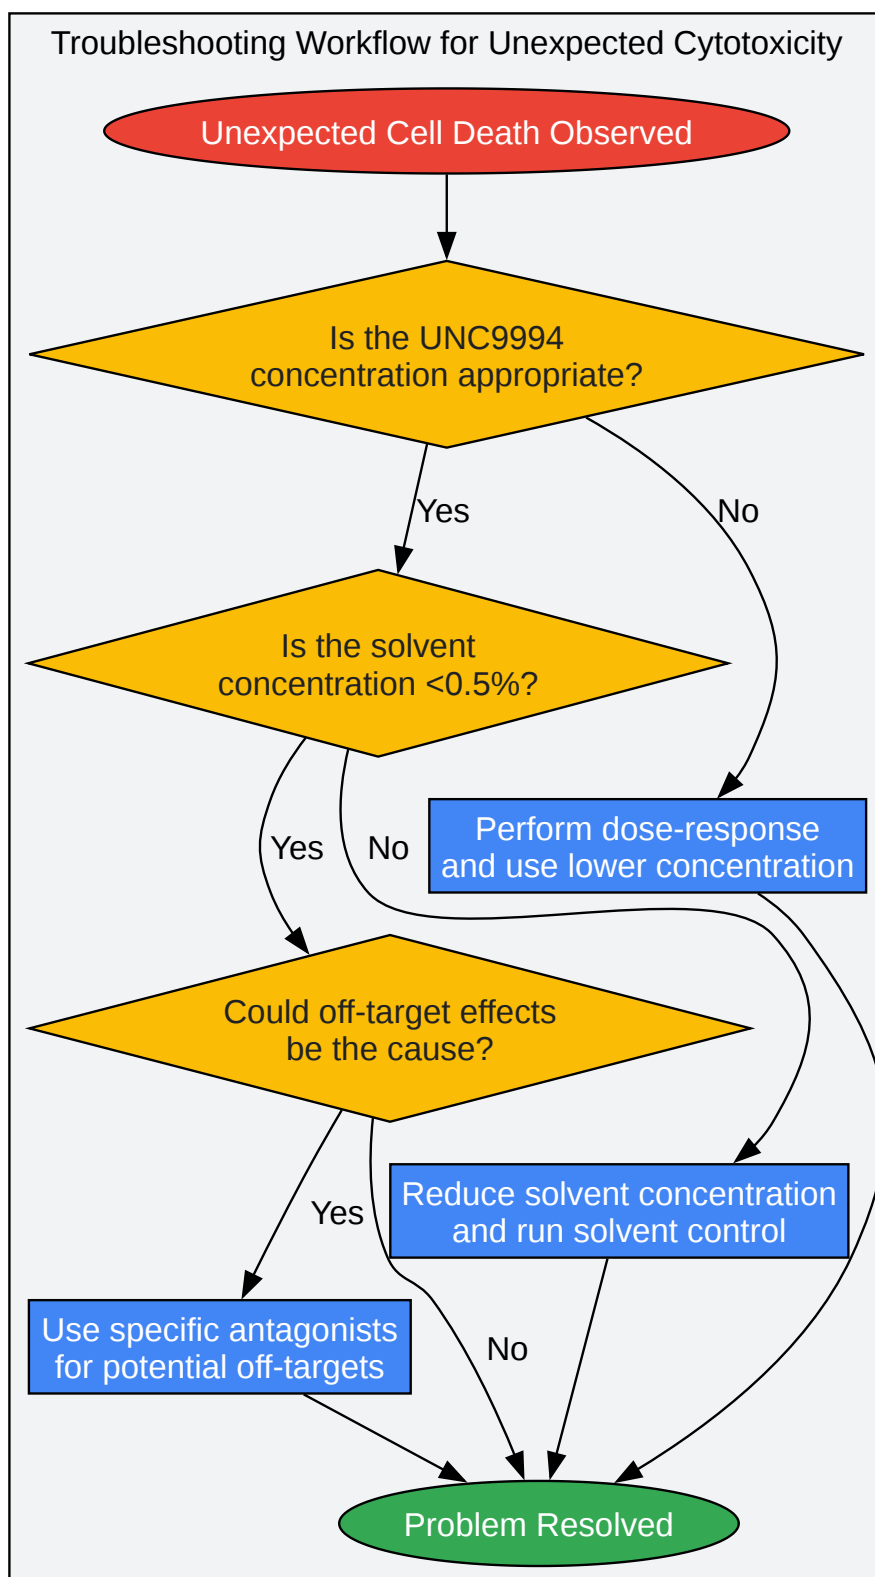 Troubleshooting Workflow for Unexpected Cytotoxicity
Unexpected Cell Death Observed
Is the UNC9994
concentration appropriate?
Yes
No
Is the solvent
concentration <0.5%?
Perform dose-response
and use lower concentration
Yes
No
Could off-target effects
be the cause?
Reduce solvent concentration
and run solvent control
Yes
Use specific antagonists
for potential off-targets
No
Problem Resolved